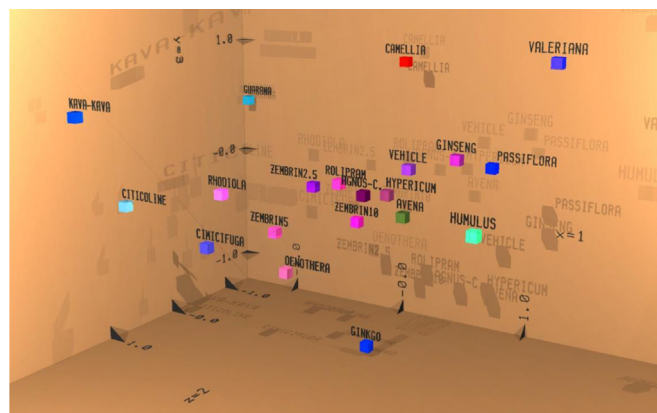 CAMELLIA
VALERIANA
1.0
Y=3
KAVA-KAVA
GUARANA
-0.0
VEHICLE
GINSENG
PASSIFLORA
ZEMBRIN2.5
ROLIPRAM
AGNUS-C.
HYPERICUM
RHODIOLA
CITICOLINE
ZEMBRIN5
ZEMBRIN10
AVENA
HUMULUS
x=1
CIMICIFUGA
-1.0
OENOTHERA
-1.0
-0.0
1.0
-0.0
1.0
GINKGO
z=2